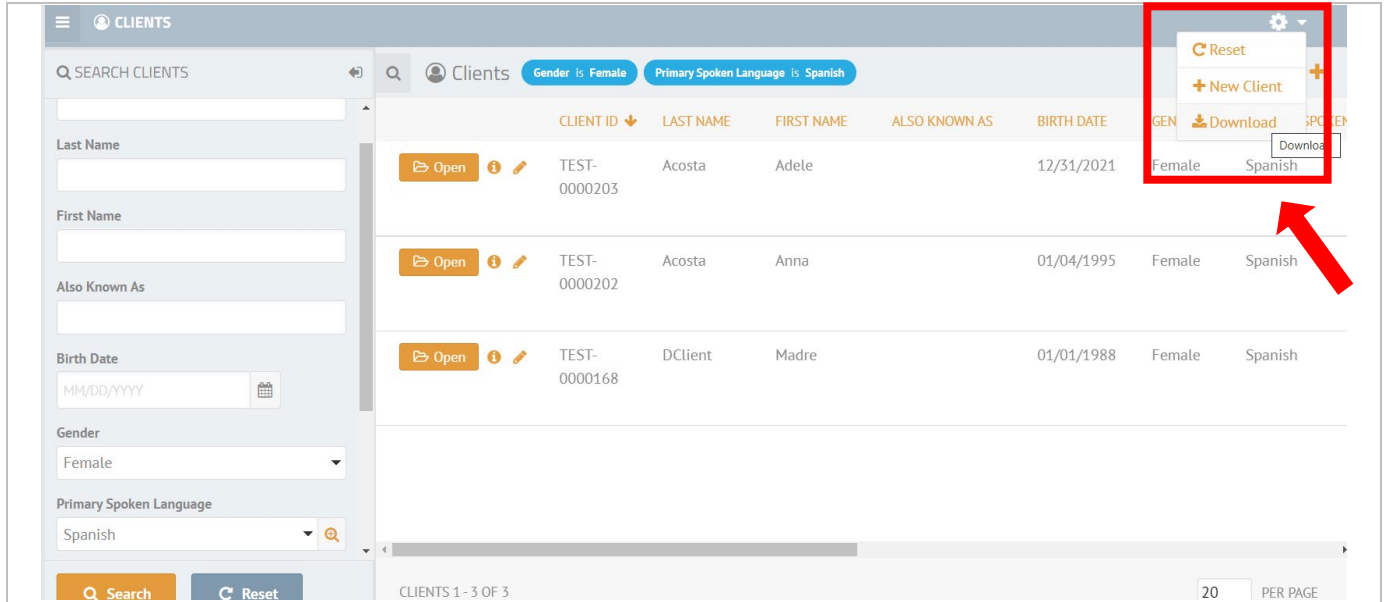 CLIENTS
Reset
New Client
Download
Download
SEARCH CLIENTS
Last Name
First Name
Also Known As
Birth Date
MM/DD/YYYY
Gender
Female
Primary Spoken Language
Spanish
Search Reset
Clients Gender is Female Primary Spoken Language is Spanish
CLIENT ID LAST NAME FIRST NAME ALSO KNOWN AS BIRTH DATE GEN
Open TEST- Acosta Adele 12/31/2021 Female Spanish
0000203
Open TEST- Acosta Anna 01/04/1995 Female Spanish
0000202
Open TEST- DClient Madre 01/01/1988 Female Spanish
0000168
CLIENTS 1 - 3 OF 3 20 PER PAGE